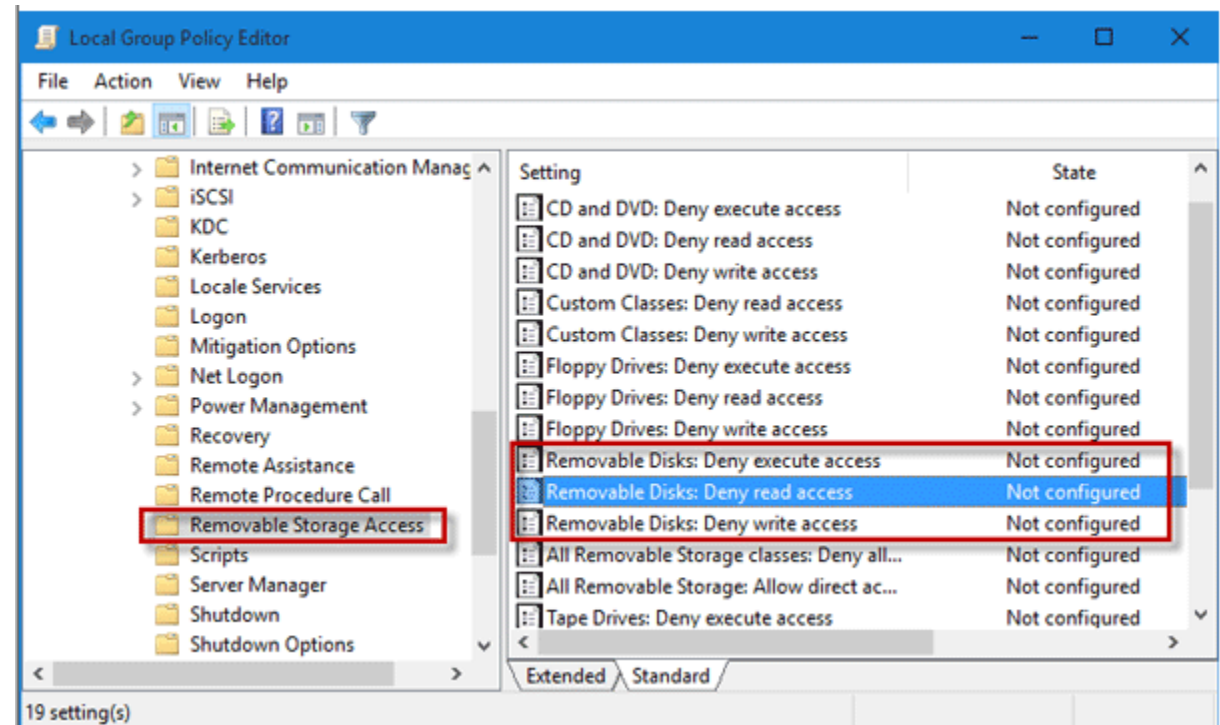 Local Group Policy Editor
File Action View Help
Internet Communication Manag
iSCSI
KDC
Kerberos
Locale Services
Logon
Mitigation Options
Net Logon
Power Management
Recovery
Remote Assistance
Remote Procedure Call
Removable Storage Access
Scripts
Server Manager
Shutdown
Shutdown Options
Setting State
CD and DVD: Deny execute access Not configured
CD and DVD: Deny read access Not configured
CD and DVD: Deny write access Not configured
Custom Classes: Deny read access Not configured
Custom Classes: Deny write access Not configured
Floppy Drives: Deny execute access Not configured
Floppy Drives: Deny read access Not configured
Floppy Drives: Deny write access Not configured
Removable Disks: Deny execute access Not configured
Removable Disks: Deny read access Not configured
Removable Disks: Deny write access Not configured
All Removable Storage classes: Deny all... Not configured
All Removable Storage: Allow direct ac... Not configured
Tape Drives: Deny execute access Not configured
Extended Standard
19 setting(s)